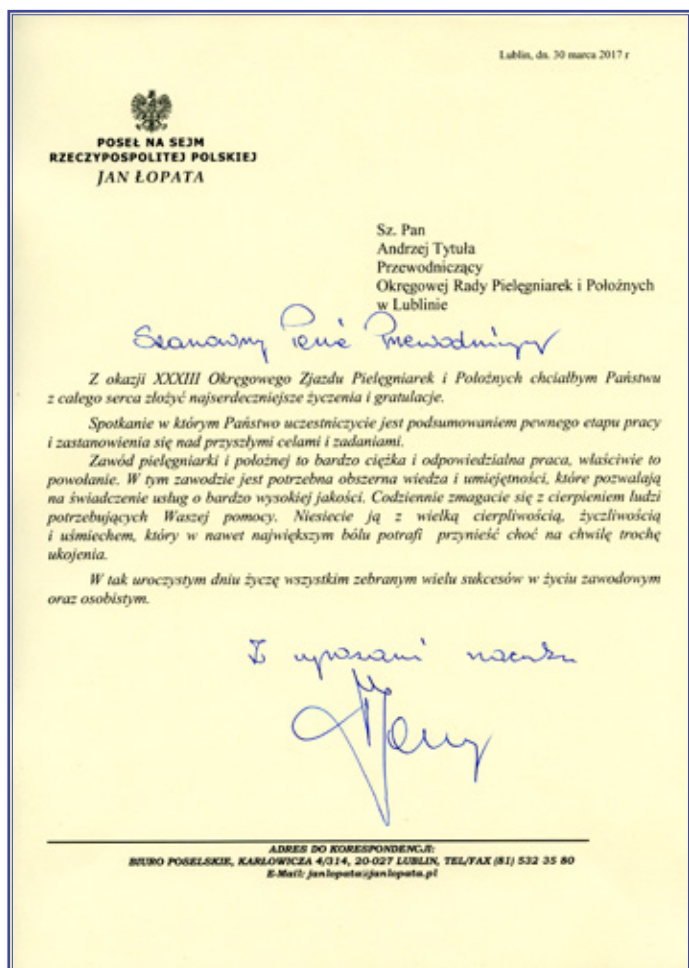 Lublin, dn. 30 marca 2017 r
POSEŁ NA SEJM
RZECZYPOSPOLITEJ POLSKIEJ
JAN ŁOPATA
Sz. Pan
Andrzej Tytuła
Przewodniczący
Okręgowej Rady Pielęgniarek i Położnych
w Lublinie
Szanowny Panie Przewodniczący
Z okazji XXXIII Okręgowego Zjazdu Pielęgniarek i Położnych chciałbym Państwu
z całego serca złożyć najserdeczniejsze życzenia i gratulacje.
Spotkanie w którym Państwo uczestniczycie jest podsumowaniem pewnego etapu pracy
i zastanowienia się nad przyszłymi celami i zadaniami.
Zawód pielęgniarki i położnej to bardzo ciężka i odpowiedzialna praca, właściwie to
powołanie. W tym zawodzie jest potrzebna obszerna wiedza i umiejętności, które pozwalają
na świadczenie usług o bardzo wysokiej jakości. Codziennie zmagacie się z cierpieniem ludzi
potrzebujących Waszej pomocy. Niesiecie ją z wielką cierpliwością, życzliwością
i uśmiechem, który w nawet największym bólu potrafi przynieść choć na chwilę trochę
ukojenia.
W tak uroczystym dniu życzę wszystkim zebranym wielu sukcesów w życiu zawodowym
oraz osobistym.
Z wyrazami szacunku
ADRES DO KORESPONDENCJI:
BIURO POSELSKIE, KARŁOWICZA 4/314, 20-027 LUBLIN, TEL/FAX (81) 532 35 80
E-Mail: janlopata@janlopata.pl